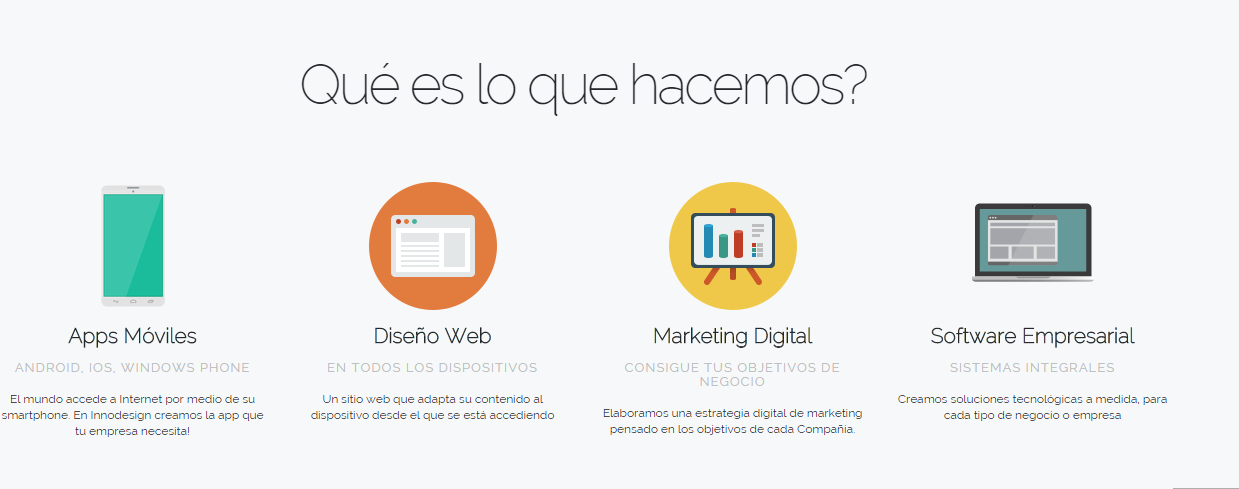 Qué es lo que hacemos?
Apps Móviles
ANDROID, IOS, WINDOWS PHONE
El mundo accede a Internet por medio de su
smartphone. En Innodesign creamos la app que
tu empresa necesita!
Diseño Web
EN TODOS LOS DISPOSITIVOS
Un sitio web que adapta su contenido al
dispositivo desde el que se está accediendo
Marketing Digital
CONSIGUE TUS OBJETIVOS DE
NEGOCIO
Elaboramos una estrategia digital de marketing
pensado en los objetivos de cada Compañia.
Software Empresarial
SISTEMAS INTEGRALES
Creamos soluciones tecnológicas a medida, para
cada tipo de negocio o empresa